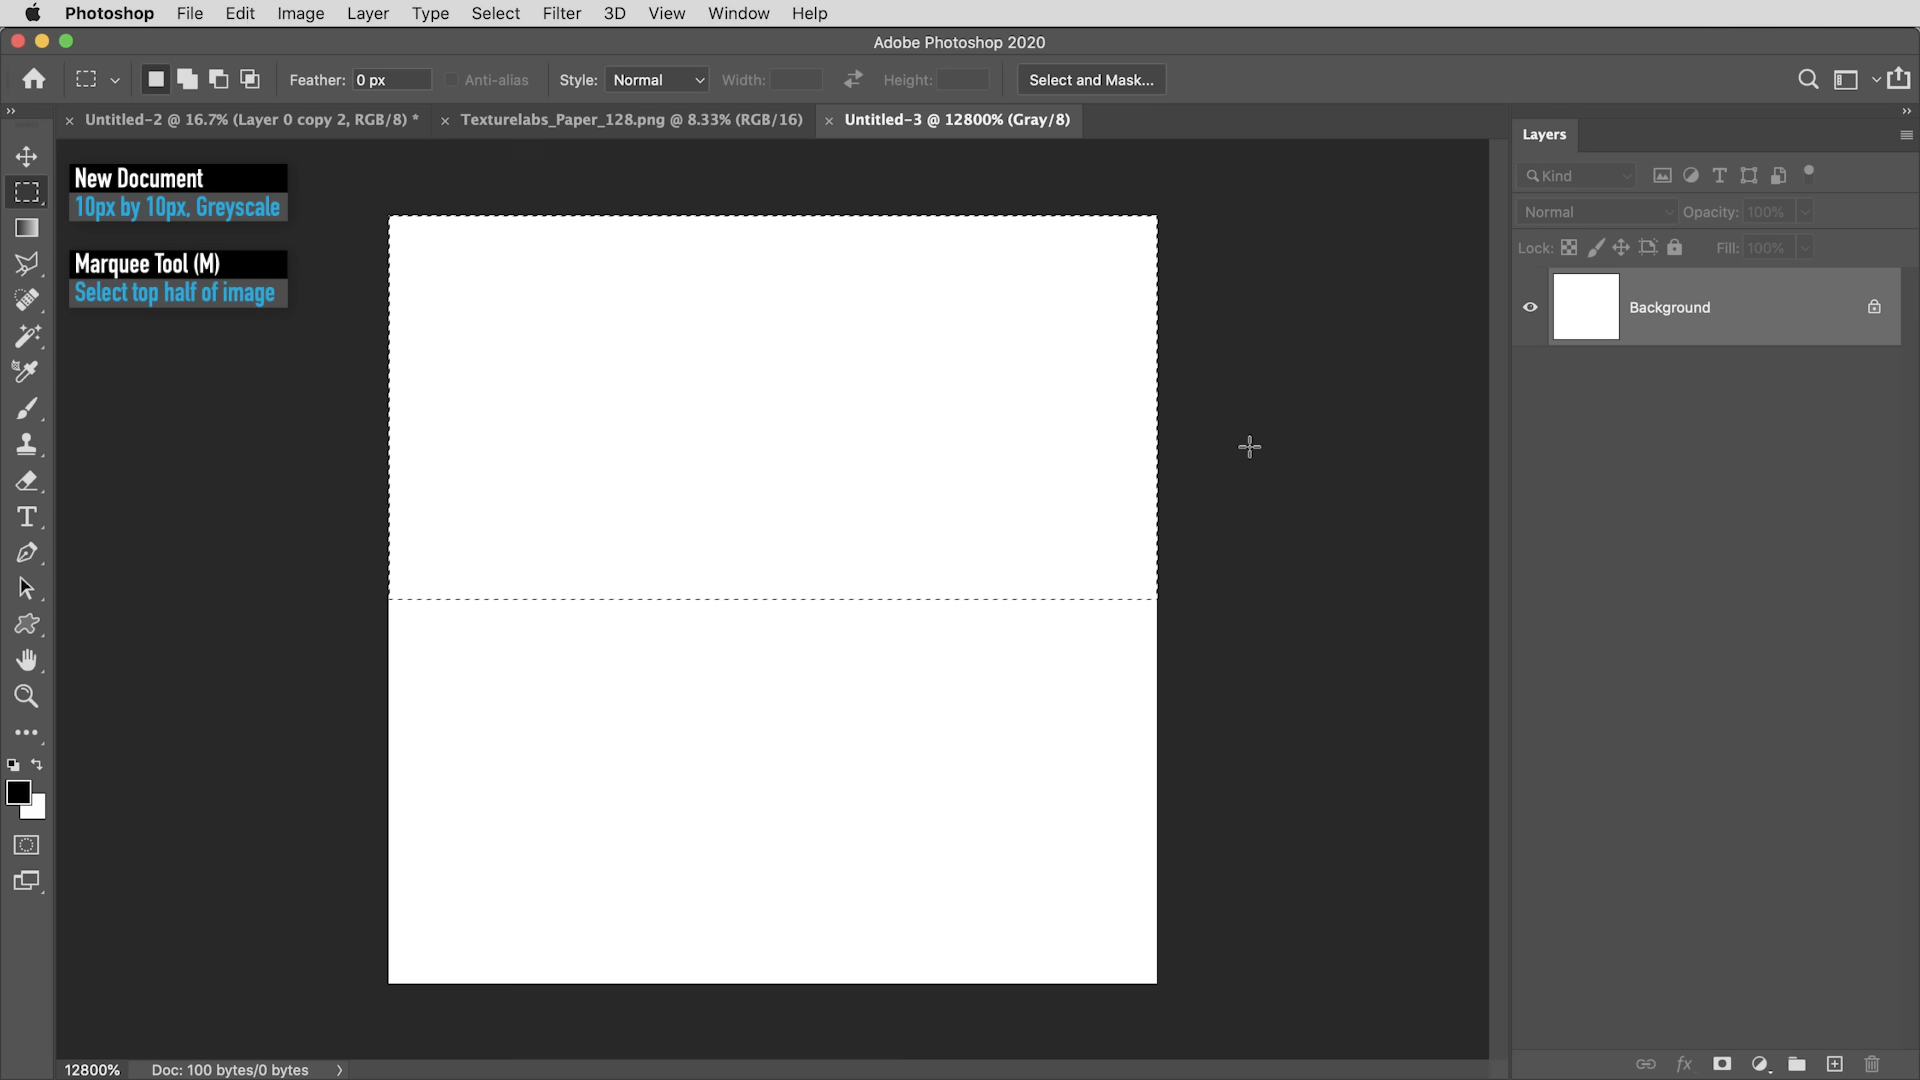 Photoshop File Edit Image Layer Type Select Filter 3D View Window Help
Adobe Photoshop 2020
Feather: 0 px Anti-alias Style: Normal Width: Height: Select and Mask...
Untitled-2 @ 16.7% (Layer 0 copy 2, RGB/8) * Texturelabs_Paper_128.png @ 8.33% (RGB/16) Untitled-3 @ 12800% (Gray/8)
Layers
New Document
10px by 10px, Greyscale
Marquee Tool (M)
Select top half of image
Kind
Normal Opacity: 100%
Lock: Fill: 100%
Background
12800% Doc: 100 bytes/0 bytes